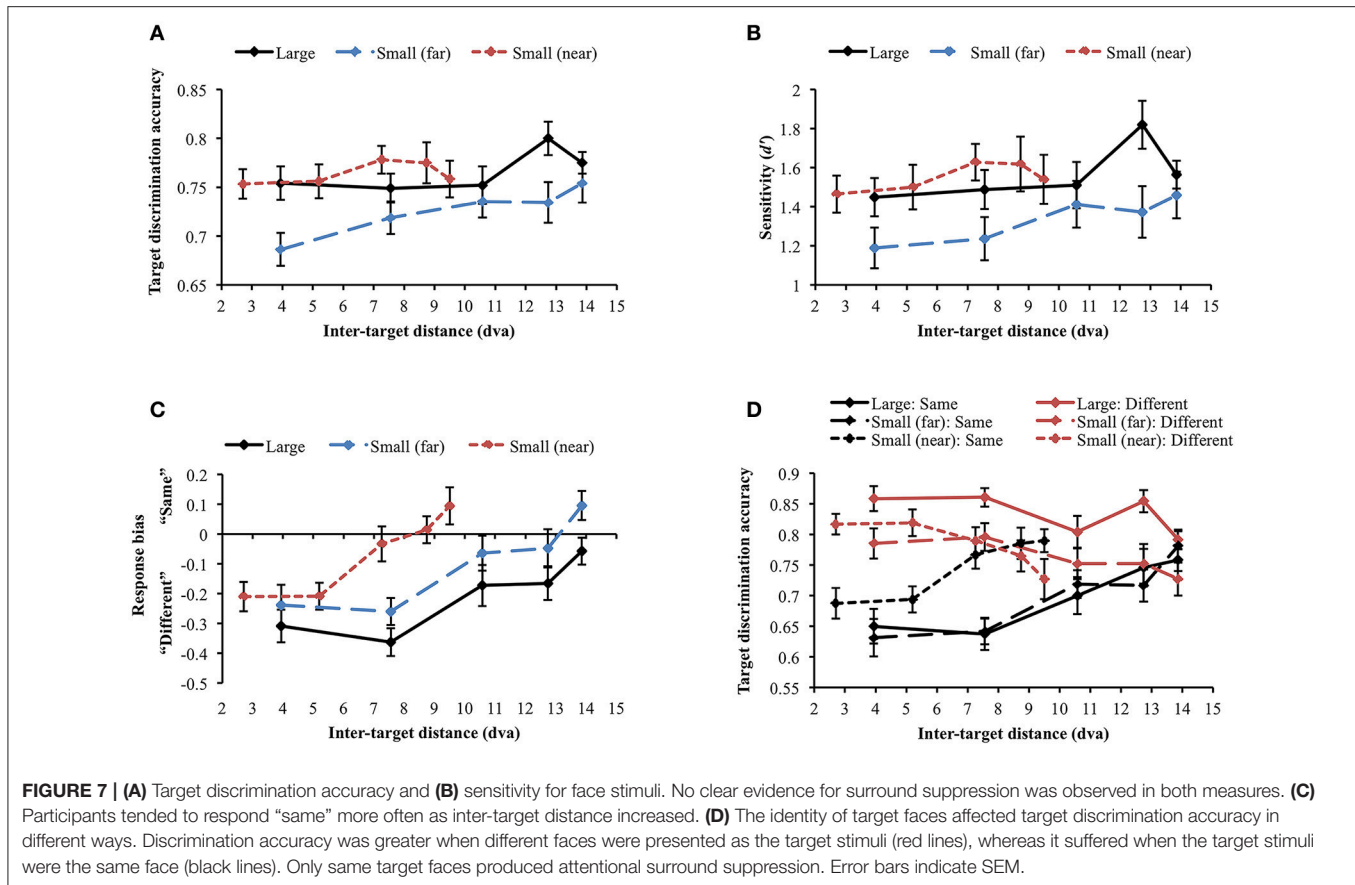 A
Large Small (far) Small (near)
Target discrimination accuracy
0.85
0.8
0.75
0.7
0.65
2 3 4 5 6 7 8 9 10 11 12 13 14 15
Inter-target distance (dva)
B
Large Small (far) Small (near)
Sensitivity (d')
2
1.8
1.6
1.4
1.2
1
2 3 4 5 6 7 8 9 10 11 12 13 14 15
Inter-target distance (dva)
C
Large Small (far) Small (near)
Response bias
“Different” “Same”
0.2
0.1
0
-0.1
-0.2
-0.3
-0.4
-0.5
2 3 4 5 6 7 8 9 10 11 12 13 14 15
Inter-target distance (dva)
D
Large: Same Large: Different
Small (far): Same Small (far): Different
Small (near): Same Small (near): Different
Target discrimination accuracy
0.9
0.85
0.8
0.75
0.7
0.65
0.6
0.55
2 3 4 5 6 7 8 9 10 11 12 13 14 15
Inter-target distance (dva)
FIGURE 7 | (A) Target discrimination accuracy and (B) sensitivity for face stimuli. No clear evidence for surround suppression was observed in both measures. (C)
Participants tended to respond “same” more often as inter-target distance increased. (D) The identity of target faces affected target discrimination accuracy in
different ways. Discrimination accuracy was greater when different faces were presented as the target stimuli (red lines), whereas it suffered when the target stimuli
were the same face (black lines). Only same target faces produced attentional surround suppression. Error bars indicate SEM.